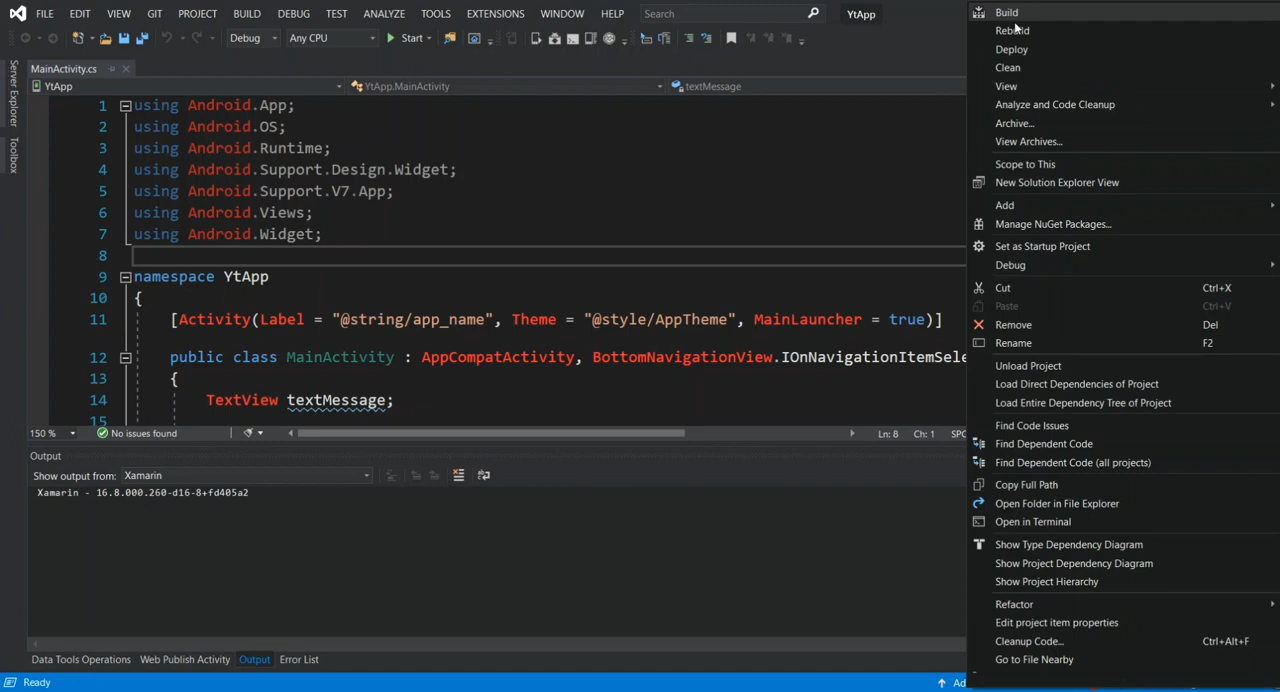 FILE EDIT VIEW GIT PROJECT BUILD DEBUG TEST ANALYZE TOOLS EXTENSIONS WINDOW HELP Search YtApp
Debug Any CPU Start
MainActivity.cs
YtApp YtApp.MainActivity textMessage
Server Explorer
Toolbox
1 using Android.App;
2 using Android.OS;
3 using Android.Runtime;
4 using Android.Support.Design.Widget;
5 using Android.Support.V7.App;
6 using Android.Views;
7 using Android.Widget;
8
9 namespace YtApp
10 {
11 [Activity(Label = "@string/app_name", Theme = "@style/AppTheme", MainLauncher = true)]
12 public class MainActivity : AppCompatActivity, BottomNavigationView.IOnNavigationItemSele
13 {
14 TextView textMessage;
15
150 % No issues found Ln: 8 Ch: 1 SPC
Output
Show output from: Xamarin
Xamarin - 16.8.000.260-d16-8+fd405a2
Data Tools Operations Web Publish Activity Output Error List
Ready Ad
Build
Rebuild
Deploy
Clean
View
Analyze and Code Cleanup
Archive...
View Archives...
Scope to This
New Solution Explorer View
Add
Manage NuGet Packages...
Set as Startup Project
Debug
Cut Ctrl+X
Paste Ctrl+V
Remove Del
Rename F2
Unload Project
Load Direct Dependencies of Project
Load Entire Dependency Tree of Project
Find Code Issues
Find Dependent Code
Find Dependent Code (all projects)
Copy Full Path
Open Folder in File Explorer
Open in Terminal
Show Type Dependency Diagram
Show Project Dependency Diagram
Show Project Hierarchy
Refactor
Edit project item properties
Cleanup Code... Ctrl+Alt+F
Go to File Nearby